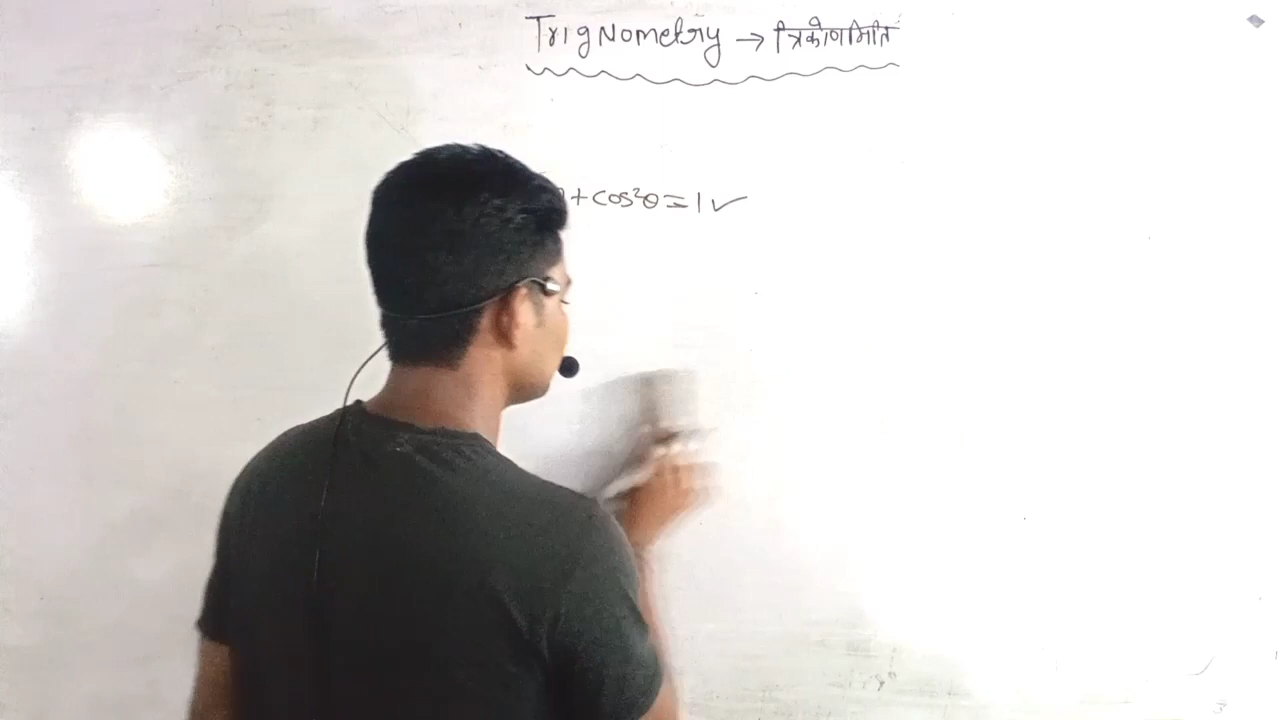 TrigNometry → त्रिकोणमिति
+ cos²θ = 1 ✓